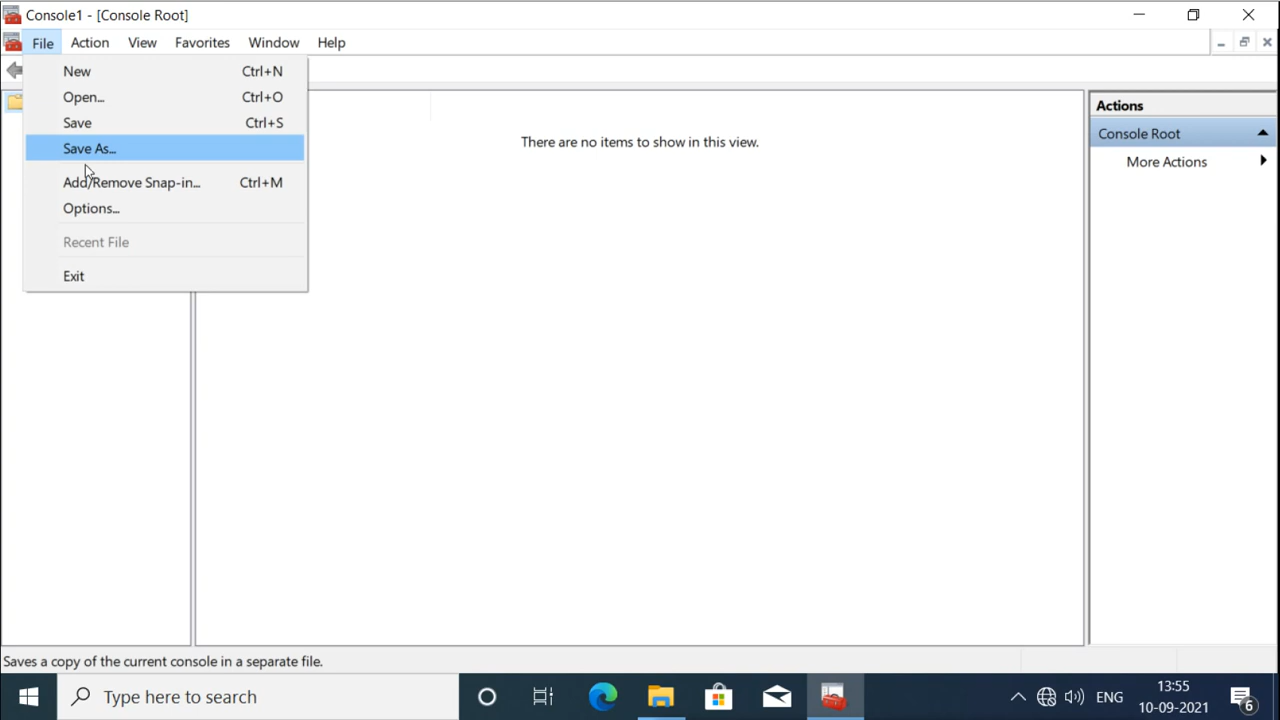 Console1 - [Console Root]
File Action View Favorites Window Help
New Ctrl+N
Open... Ctrl+O
Save Ctrl+S
Save As...
Add/Remove Snap-in... Ctrl+M
Options...
Recent File
Exit
There are no items to show in this view.
Actions
Console Root
More Actions
Saves a copy of the current console in a separate file.
Type here to search
ENG
13:55
10-09-2021
6